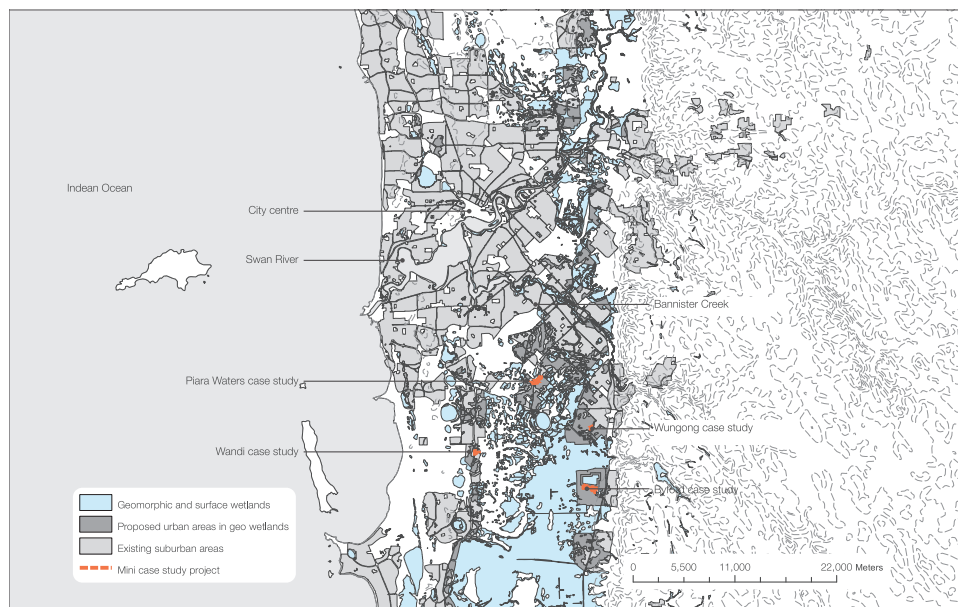 Indean Ocean
City centre
Swan River
Bannister Creek
Piara Waters case study
Wungong case study
Wandi case study
Byford case study
Geomorphic and surface wetlands
Proposed urban areas in geo wetlands
Existing suburban areas
Mini case study project
0 5,500 11,000 22,000 Meters